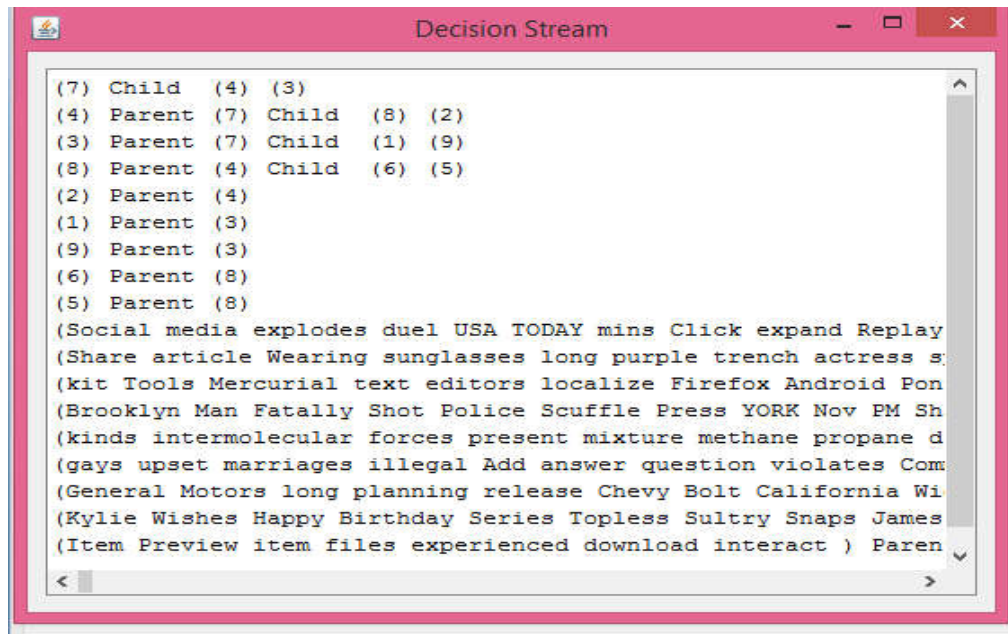 Decision Stream
(7) Child (4) (3)
(4) Parent (7) Child (8) (2)
(3) Parent (7) Child (1) (9)
(8) Parent (4) Child (6) (5)
(2) Parent (4)
(1) Parent (3)
(9) Parent (3)
(6) Parent (8)
(5) Parent (8)
(Social media explodes duel USA TODAY mins Click expand Replay
(Share article Wearing sunglasses long purple trench actress
(kit Tools Mercurial text editors localize Firefox Android Pon
(Brooklyn Man Fatally Shot Police Scuffle Press YORK Nov PM Sh
(kinds intermolecular forces present mixture methane propane d
(gays upset marriages illegal Add answer question violates Com
(General Motors long planning release Chevy Bolt California Wi
(Kylie Wishes Happy Birthday Series Topless Sultry Snaps James
(Item Preview item files experienced download interact ) Paren